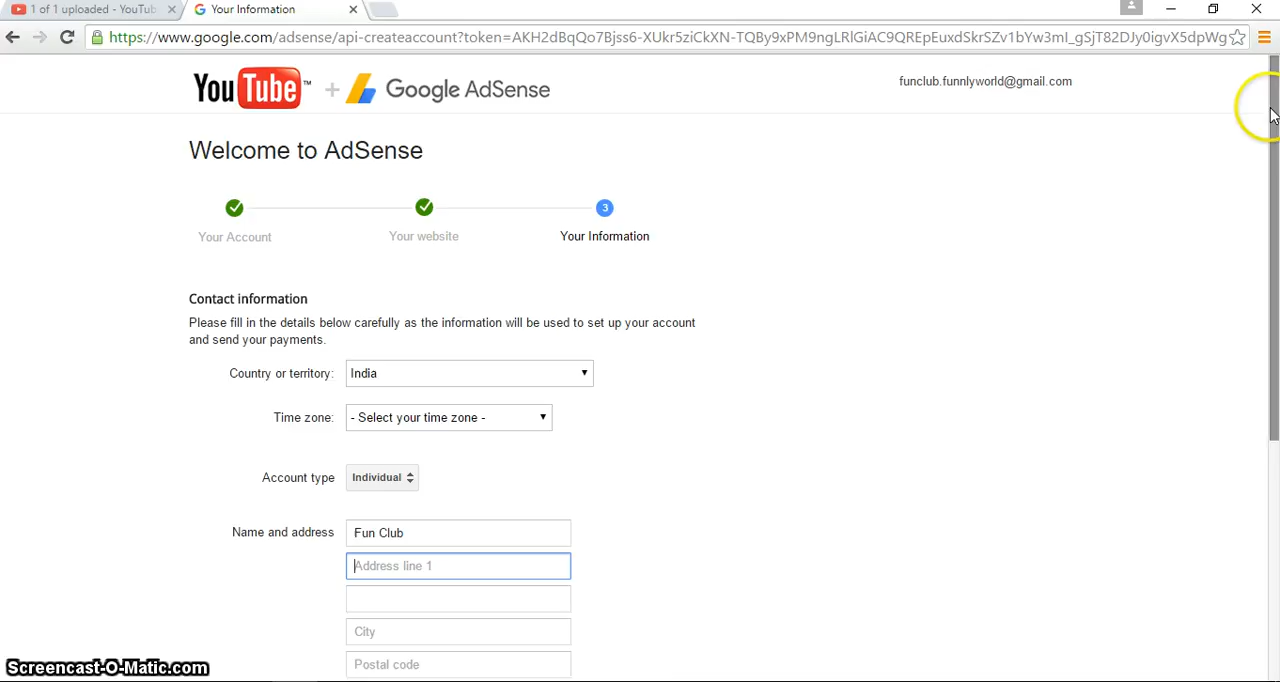 1 of 1 uploaded - YouTub
Your Information
https://www.google.com/adsense/api-createaccount?token=AKH2dBqQo7Bjss6-XUkr5ziCkXN-TQBy9xPM9ngLRlGiAC9QREpEuxdSkrSZv1bYw3mI_gSjT82DJy0igvX5dpWg
YouTube™ + Google AdSense
funclub.funnlyworld@gmail.com
Welcome to AdSense
3
Your Account
Your website
Your Information
Contact information
Please fill in the details below carefully as the information will be used to set up your account
and send your payments.
Country or territory: India
Time zone: - Select your time zone -
Account type Individual
Name and address Fun Club
Address line 1
City
Postal code
Screencast-O-Matic.com